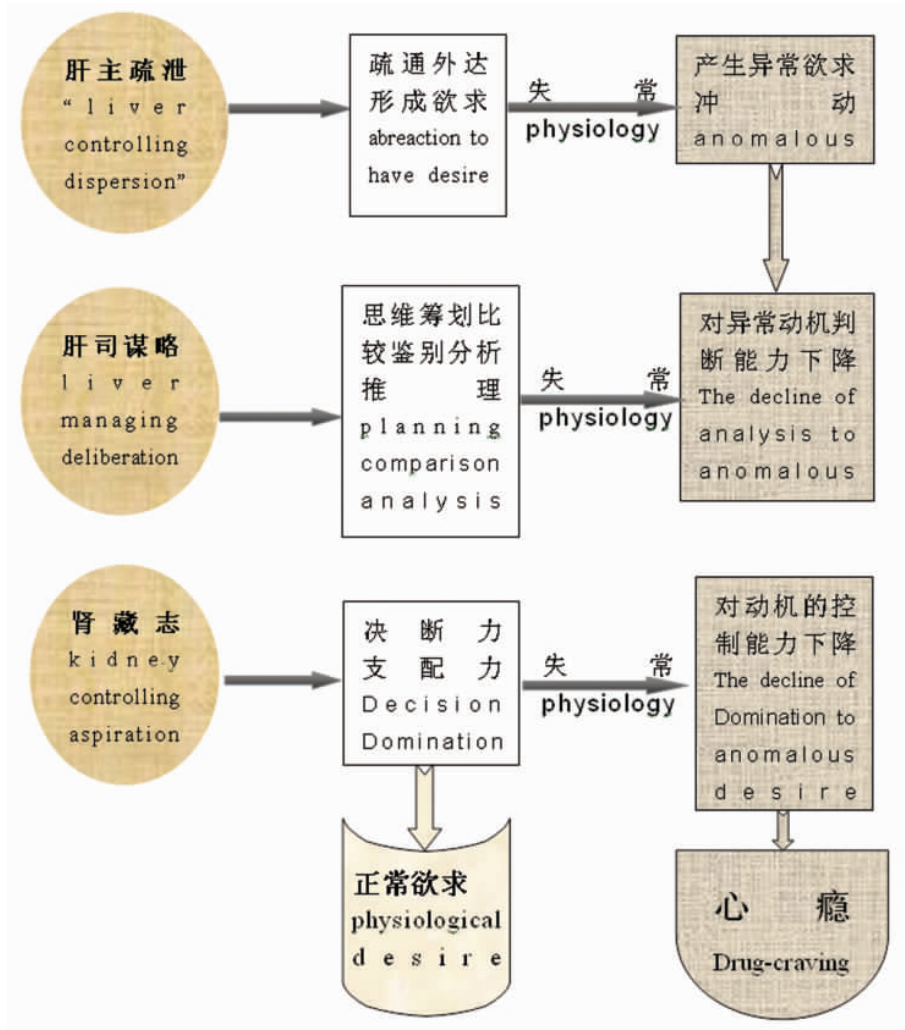 肝主疏泄
“liver
controlling
dispersion”
疏通外达
形成欲求
abreaction to
have desire
失常
physiology
产生异常欲求
冲动
anomalous
肝司谋略
liver
managing
deliberation
思维筹划比
较鉴别分析
推理
planning
comparison
analysis
失常
physiology
对异常动机判
断能力下降
The decline of
analysis to
anomalous
肾藏志
kidney
controlling
aspiration
决断力
支配力
Decision
Domination
失常
physiology
对动机的控
制能力下降
The decline of
Domination to
anomalous
desire
正常欲求
physiological
desire
心瘾
Drug-craving